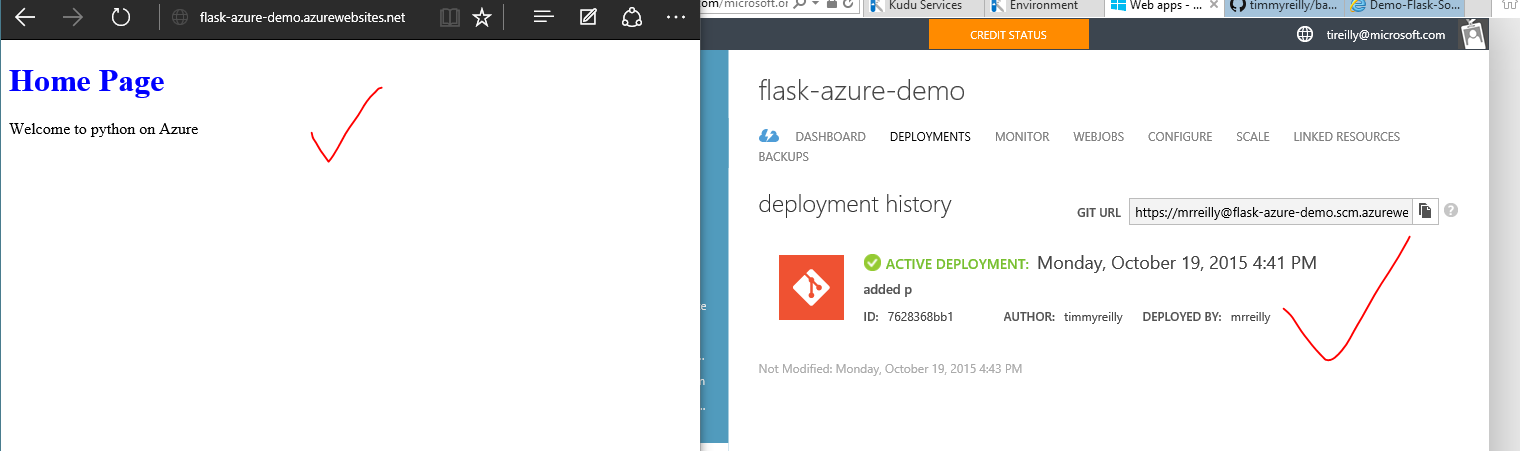 flask-azure-demo.azurewebsites.net
Home Page
Welcome to python on Azure
com/microsoft.or
Kudu Services
Environment
Web apps - ...
timmyreilly/ba...
Demo-Flask-So...
CREDIT STATUS
tireilly@microsoft.com
flask-azure-demo
DASHBOARD DEPLOYMENTS MONITOR WEBJOBS CONFIGURE SCALE LINKED RESOURCES
BACKUPS
deployment history
GIT URL https://mrreilly@flask-azure-demo.scm.azurewe
ACTIVE DEPLOYMENT: Monday, October 19, 2015 4:41 PM
added p
ID: 7628368bb1 AUTHOR: timmyreilly DEPLOYED BY: mrreilly
Not Modified: Monday, October 19, 2015 4:43 PM